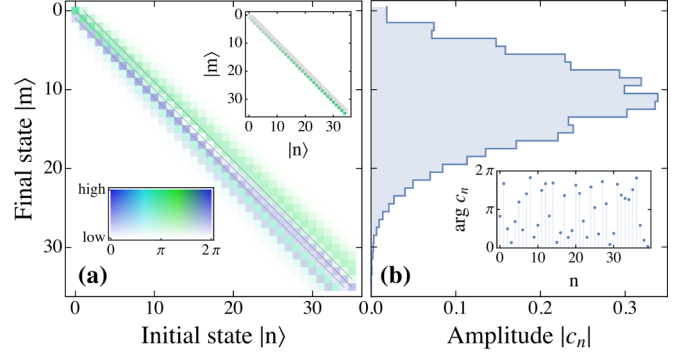 0
10
20
30
Final state |m⟩
0
10
20
30
Initial state |n⟩
(a)
high
low
0
π
2 π
0
10
20
30
|m⟩
0
10
20
30
|n⟩
(b)
0
0.1
0.2
0.3
Amplitude |cₙ|
2 π
π
0
arg cₙ
0
10
20
30
n